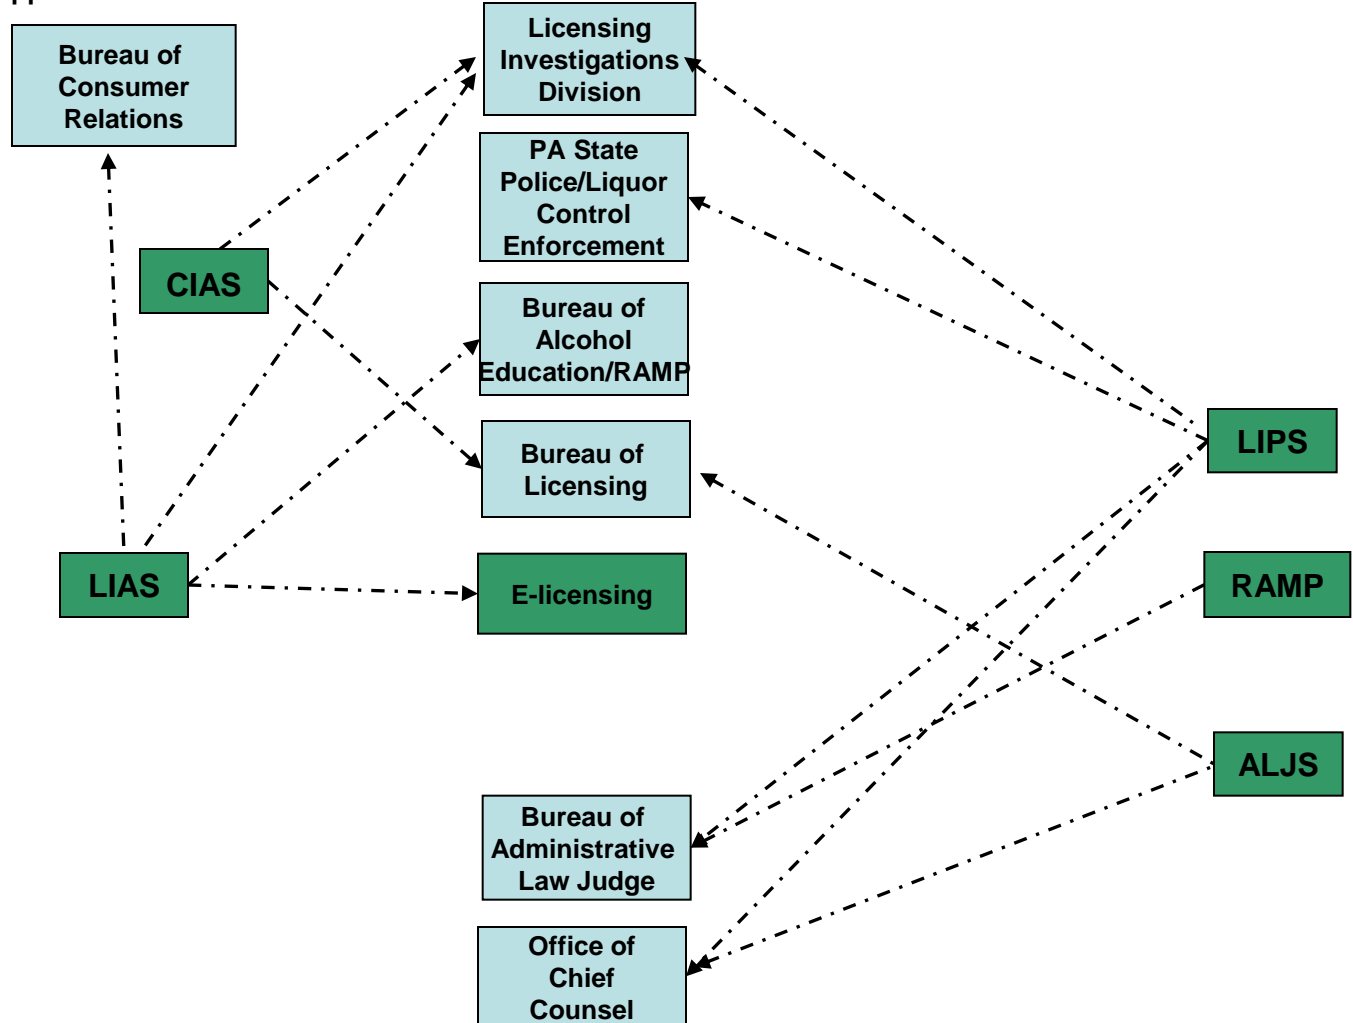 Bureau of
Consumer
Relations
Licensing
Investigations
Division
PA State
Police/Liquor
Control
Enforcement
CIAS
Bureau of
Alcohol
Education/RAMP
Bureau of
Licensing
LIPS
LIAS
E-licensing
RAMP
ALJS
Bureau of
Administrative
Law Judge
Office of
Chief
Counsel